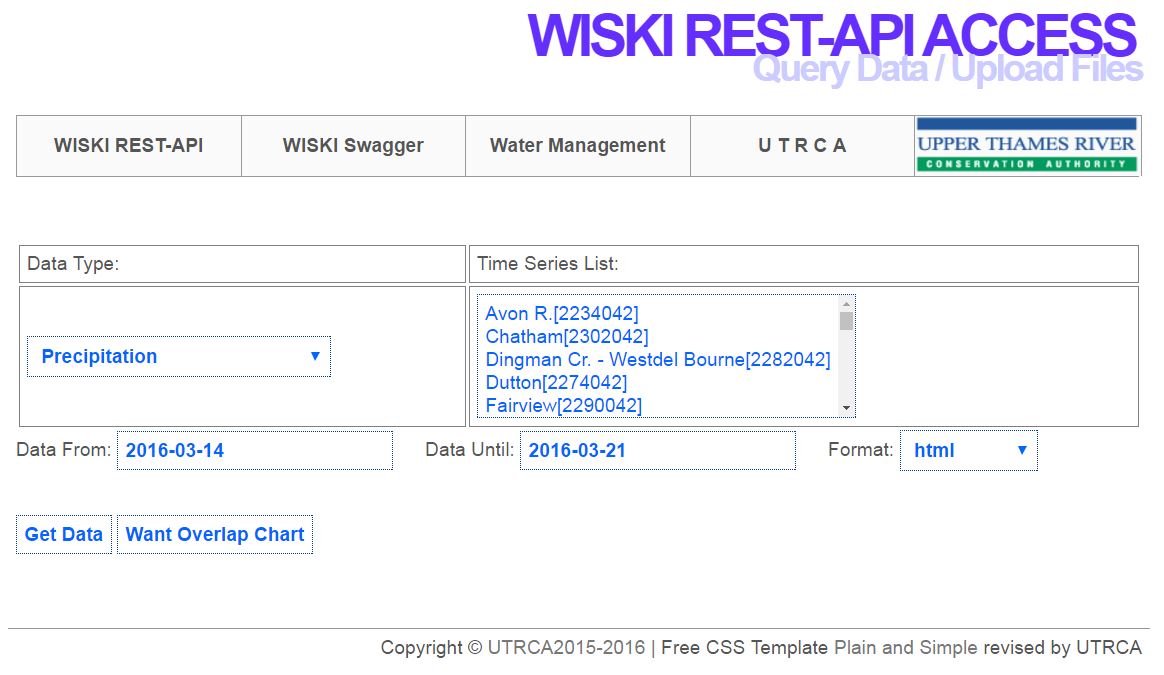 WISKI REST-API ACCESS
Query Data / Upload Files
WISKI REST-API WISKI Swagger Water Management U T R C A UPPER THAMES RIVER
CONSERVATION AUTHORITY
Data Type: Time Series List:
Precipitation
Avon R.[2234042]
Chatham[2302042]
Dingman Cr. - Westdel Bourne[2282042]
Dutton[2274042]
Fairview[2290042]
Data From: 2016-03-14 Data Until: 2016-03-21 Format: html
Get Data Want Overlap Chart
Copyright © UTRCA2015-2016 | Free CSS Template Plain and Simple revised by UTRCA